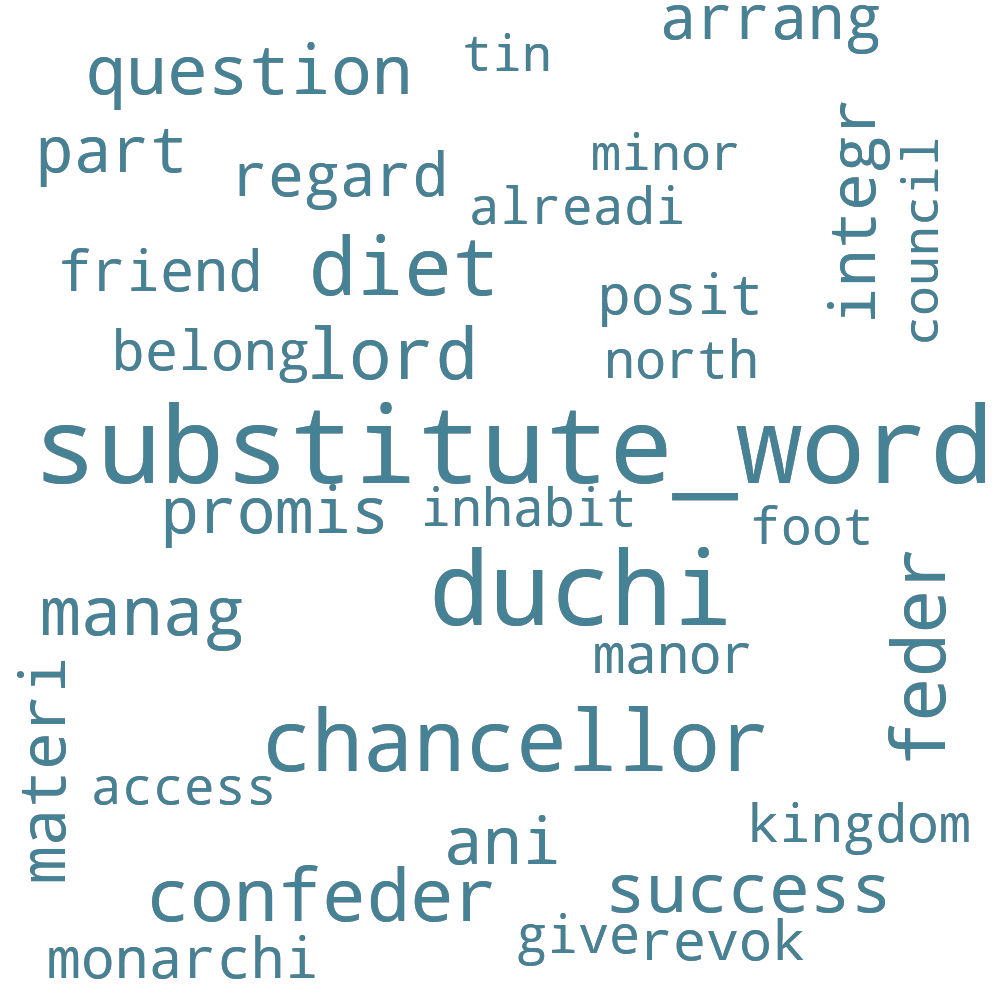 arrang
question
tin
part
regard
minor
alreadi
integr
council
friend
diet
posit
belong
lord
north
substitute_word
promis
inhabit
foot
duchi
manag
manor
feder
materi
chancellor
access
ani
kingdom
confeder
success
give
revok
monarchi